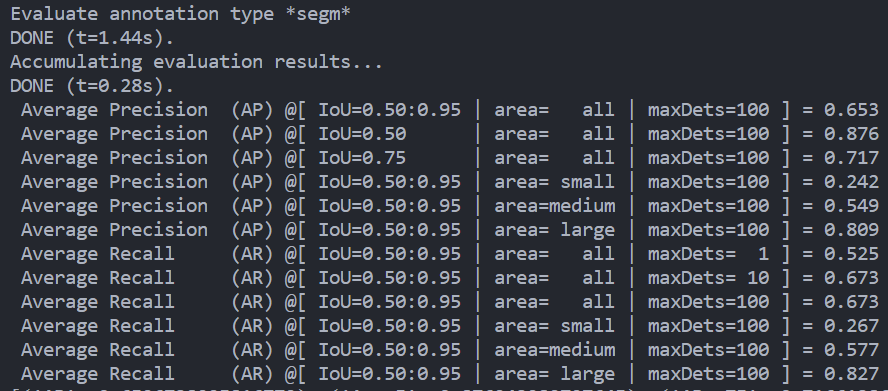 Evaluate annotation type *segm*
DONE (t=1.44s).
Accumulating evaluation results...
DONE (t=0.28s).
 Average Precision  (AP) @[ IoU=0.50:0.95 | area=   all | maxDets=100 ] = 0.653
 Average Precision  (AP) @[ IoU=0.50      | area=   all | maxDets=100 ] = 0.876
 Average Precision  (AP) @[ IoU=0.75      | area=   all | maxDets=100 ] = 0.717
 Average Precision  (AP) @[ IoU=0.50:0.95 | area= small | maxDets=100 ] = 0.242
 Average Precision  (AP) @[ IoU=0.50:0.95 | area=medium | maxDets=100 ] = 0.549
 Average Precision  (AP) @[ IoU=0.50:0.95 | area= large | maxDets=100 ] = 0.809
 Average Recall     (AR) @[ IoU=0.50:0.95 | area=   all | maxDets=  1 ] = 0.525
 Average Recall     (AR) @[ IoU=0.50:0.95 | area=   all | maxDets= 10 ] = 0.673
 Average Recall     (AR) @[ IoU=0.50:0.95 | area=   all | maxDets=100 ] = 0.673
 Average Recall     (AR) @[ IoU=0.50:0.95 | area= small | maxDets=100 ] = 0.267
 Average Recall     (AR) @[ IoU=0.50:0.95 | area=medium | maxDets=100 ] = 0.577
 Average Recall     (AR) @[ IoU=0.50:0.95 | area= large | maxDets=100 ] = 0.827